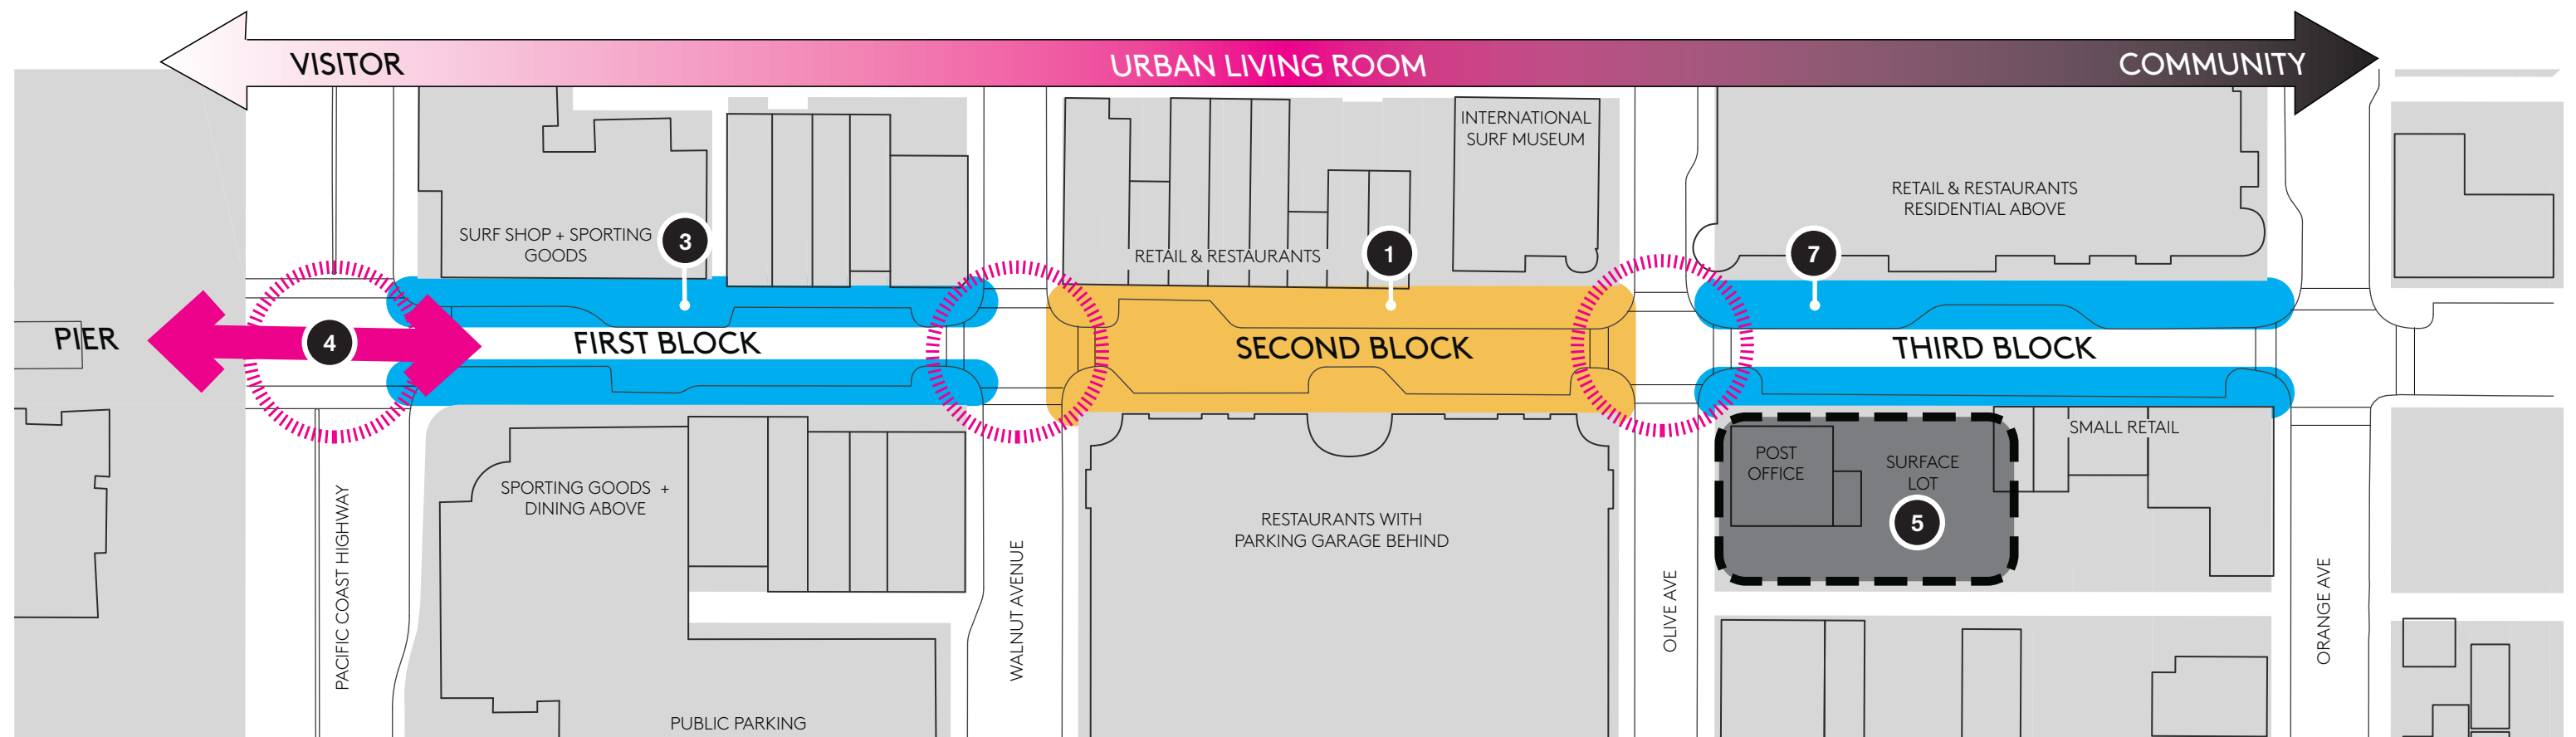 VISITOR
URBAN LIVING ROOM
COMMUNITY
INTERNATIONAL
SURF MUSEUM
RETAIL & RESTAURANTS
RESIDENTIAL ABOVE
SURF SHOP + SPORTING
GOODS
3
RETAIL & RESTAURANTS
1
7
PIER
4
FIRST BLOCK
SECOND BLOCK
THIRD BLOCK
SMALL RETAIL
POST
OFFICE
SURFACE
LOT
5
SPORTING GOODS +
DINING ABOVE
RESTAURANTS WITH
PARKING GARAGE BEHIND
PACIFIC COAST HIGHWAY
WALNUT AVENUE
OLIVE AVE
ORANGE AVE
PUBLIC PARKING